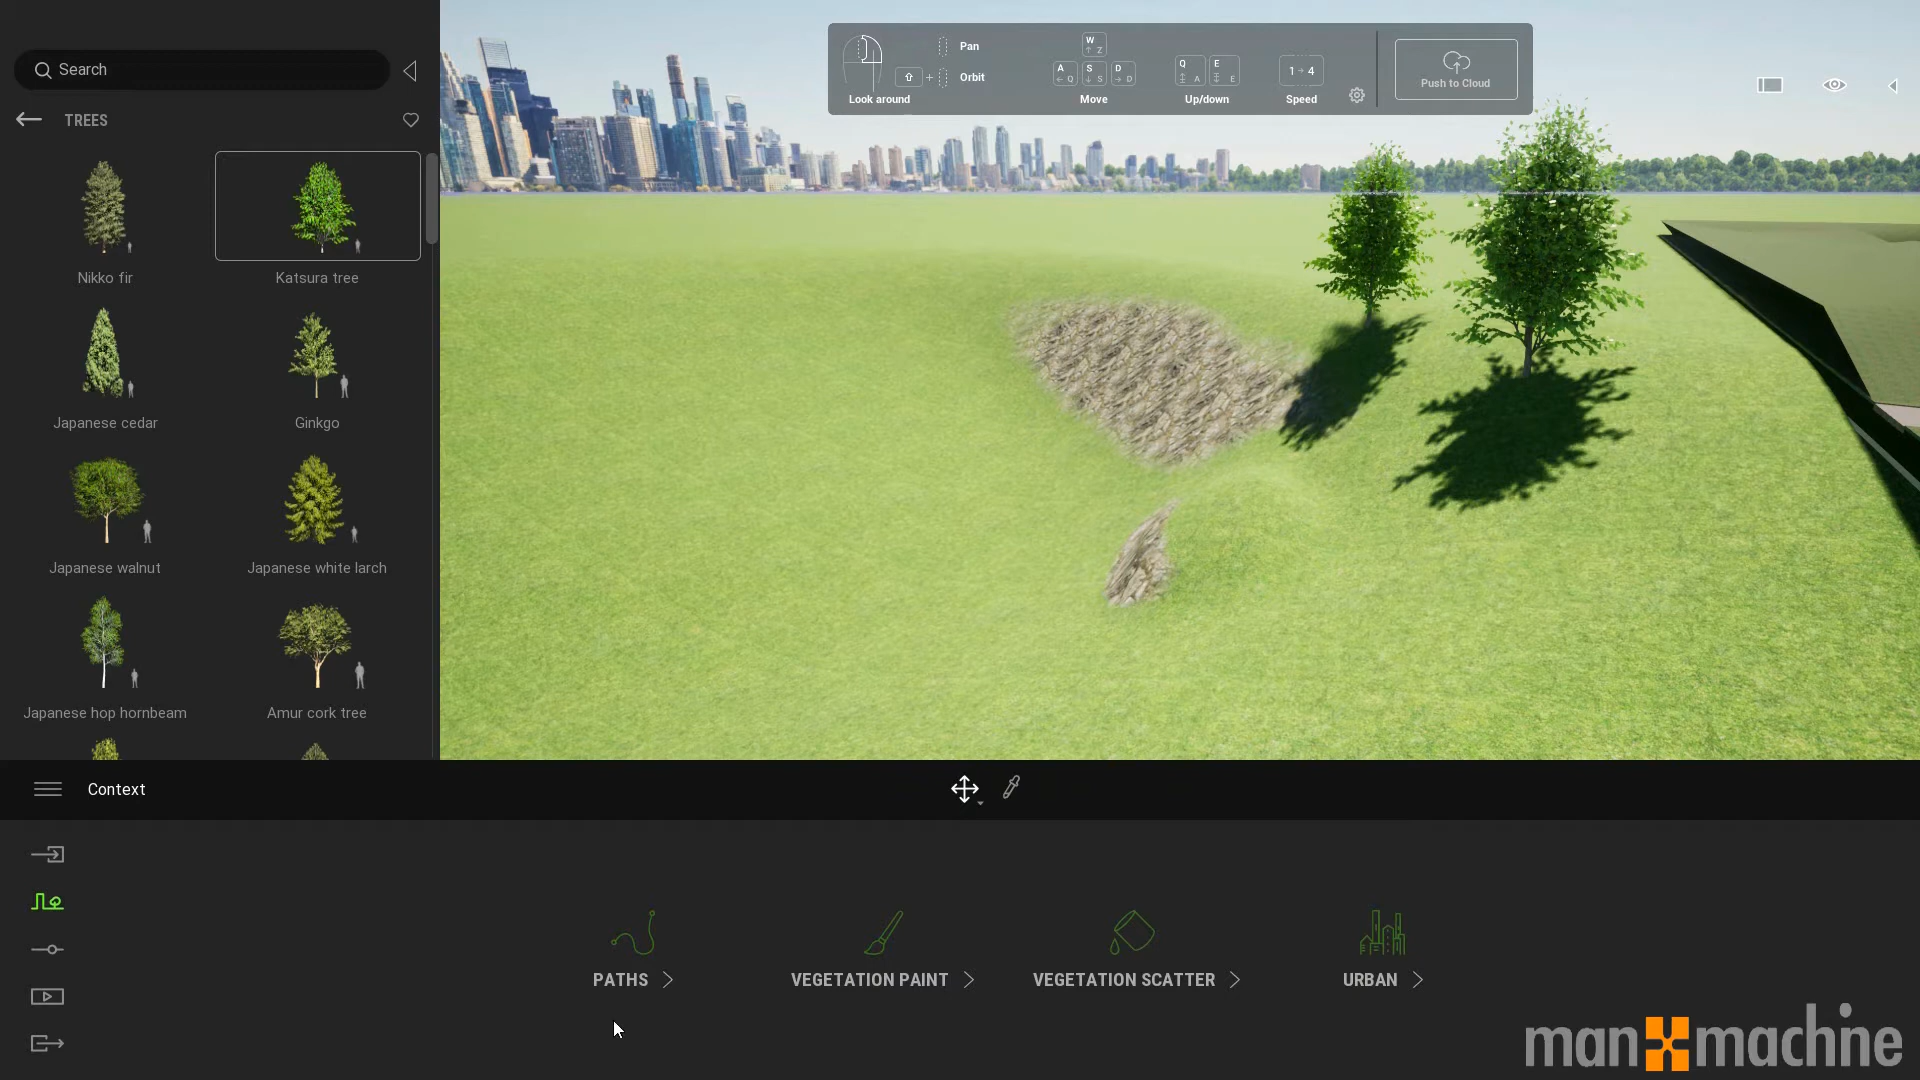 Search
TREES
Nikko fir
Katsura tree
Japanese cedar
Ginkgo
Japanese walnut
Japanese white larch
Japanese hop hornbeam
Amur cork tree
Look around
Pan
+
Orbit
W
Z
A
Q
S
S
D
D
Move
Q
A
E
E
Up/down
1 4
Speed
Push to Cloud
Context
PATHS
VEGETATION PAINT
VEGETATION SCATTER
URBAN
man machine